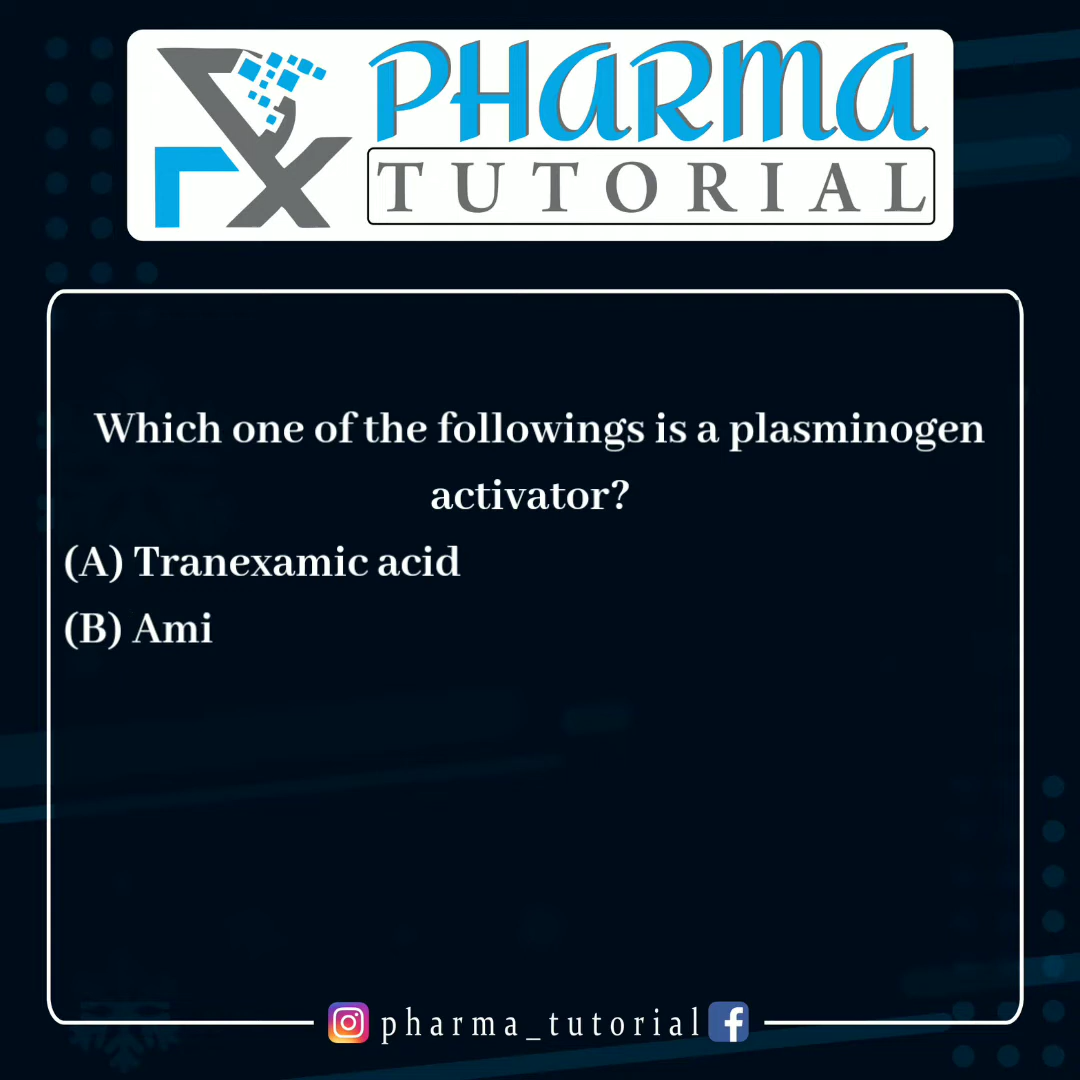 PHARMA
TUTORIAL
Which one of the followings is a plasminogen
activator?
(A) Tranexamic acid
(B) Ami
pharma_tutorial